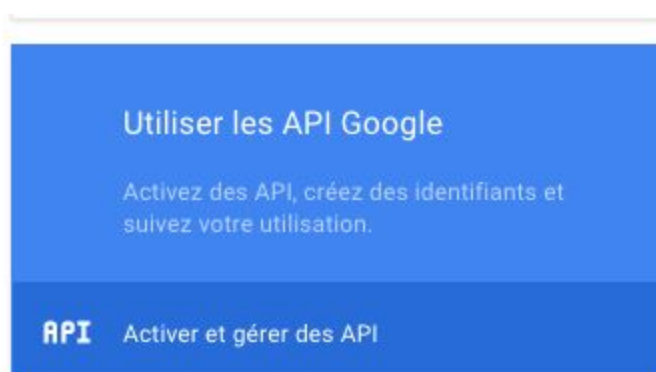 Utiliser les API Google
Activez des API, créez des identifiants et
suivez votre utilisation.
API Activer et gérer des API